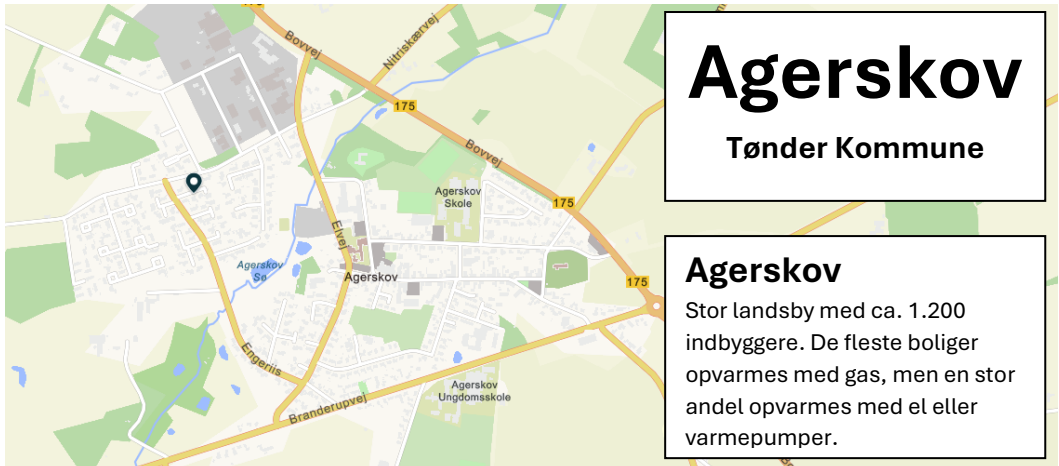 175
Bovvej
Nitriskærvej
175
Bovvej
Agerskov
Skole
175
Elvej
Agerskov
Sø
Agerskov
175
Engeriis
Branderupvej
Agerskov
Ungdomsskole
Agerskov
Tønder Kommune
Agerskov
Stor landsby med ca. 1.200
indbyggere. De fleste boliger
opvarmes med gas, men en stor
andel opvarmes med el eller
varmepumper.